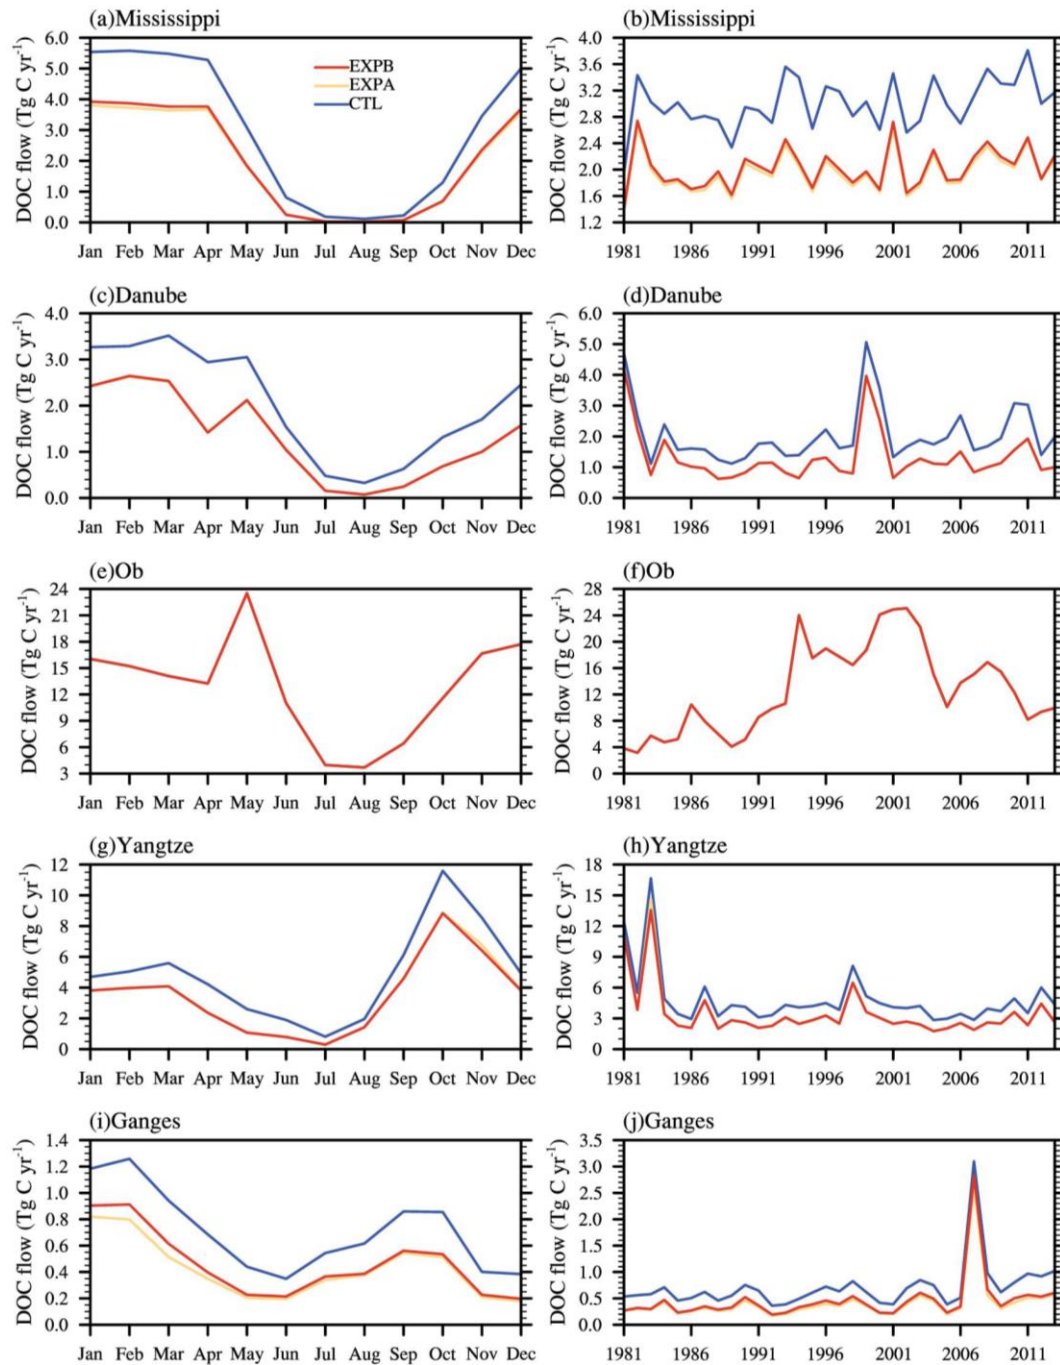 (a)Mississippi
DOC flow (Tg C yr-1)
6.0
5.0
4.0
3.0
2.0
1.0
0.0
EXPB
EXPA
CTL
Jan Feb Mar Apr May Jun Jul Aug Sep Oct Nov Dec
(b)Mississippi
DOC flow (Tg C yr-1)
4.0
3.6
3.2
2.8
2.4
2.0
1.6
1.2
1981 1986 1991 1996 2001 2006 2011
(c)Danube
DOC flow (Tg C yr-1)
4.0
3.0
2.0
1.0
0.0
Jan Feb Mar Apr May Jun Jul Aug Sep Oct Nov Dec
(d)Danube
DOC flow (Tg C yr-1)
6.0
5.0
4.0
3.0
2.0
1.0
0.0
1981 1986 1991 1996 2001 2006 2011
(e)Ob
DOC flow (Tg C yr-1)
24
21
18
15
12
9
6
3
Jan Feb Mar Apr May Jun Jul Aug Sep Oct Nov Dec
(f)Ob
DOC flow (Tg C yr-1)
28
24
20
16
12
8
4
0
1981 1986 1991 1996 2001 2006 2011
(g)Yangtze
DOC flow (Tg C yr-1)
12
10
8
6
4
2
0
Jan Feb Mar Apr May Jun Jul Aug Sep Oct Nov Dec
(h)Yangtze
DOC flow (Tg C yr-1)
18
15
12
9
6
3
0
1981 1986 1991 1996 2001 2006 2011
(i)Ganges
DOC flow (Tg C yr-1)
1.4
1.2
1.0
0.8
0.6
0.4
0.2
0.0
Jan Feb Mar Apr May Jun Jul Aug Sep Oct Nov Dec
(j)Ganges
DOC flow (Tg C yr-1)
3.5
3.0
2.5
2.0
1.5
1.0
0.5
0.0
1981 1986 1991 1996 2001 2006 2011